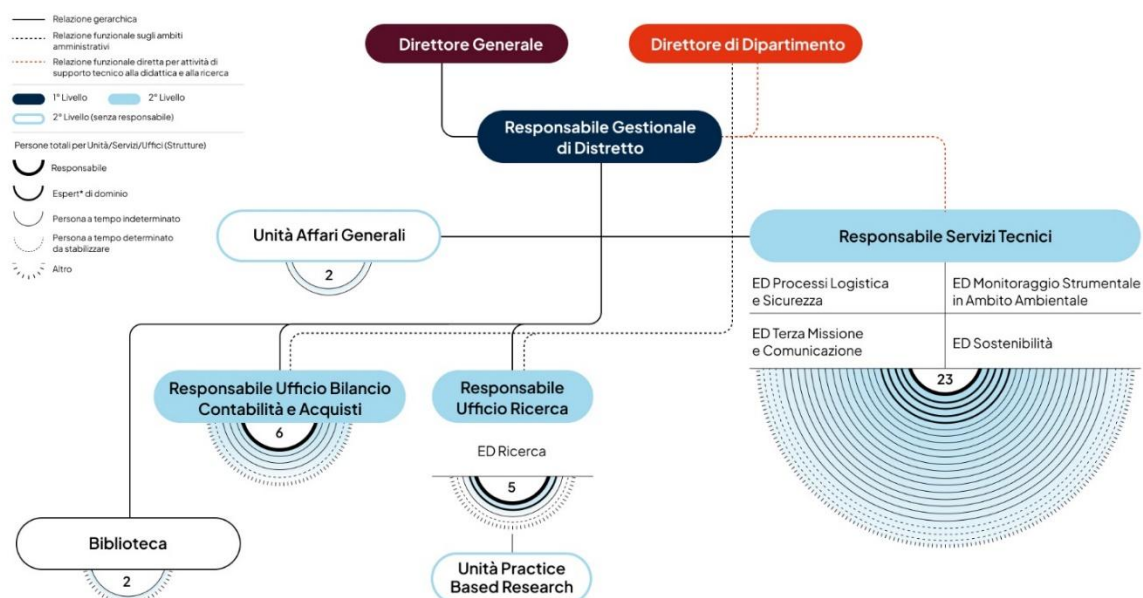 Relazione gerarchica
Relazione funzionale sugli ambiti
amministrativi
Relazione funzionale diretta per attività di
supporto tecnico alla didattica e alla ricerca
1° Livello
2° Livello
2° Livello (senza responsabile)
Persone totali per Unità/Servizi/Uffici (Strutture)
Responsabile
Espert* di dominio
Persona a tempo indeterminato
Persona a tempo determinato
da stabilizzare
Altro
Direttore Generale
Direttore di Dipartimento
Responsabile Gestionale
di Distretto
Unità Affari Generali
2
Responsabile Servizi Tecnici
ED Processi Logistica
e Sicurezza
ED Monitoraggio Strumentale
in Ambito Ambientale
ED Terza Missione
e Comunicazione
ED Sostenibilità
23
Responsabile Ufficio Bilancio
Contabilità e Acquisti
6
Responsabile
Ufficio Ricerca
ED Ricerca
5
Biblioteca
2
Unità Practice
Based Research